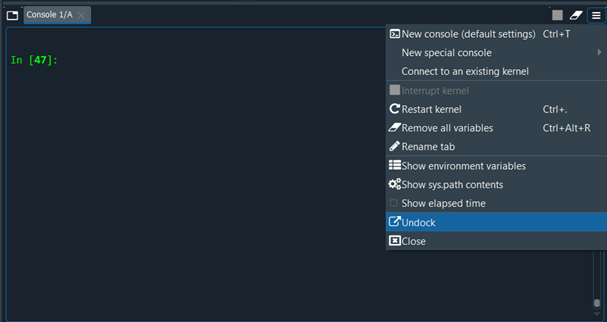 Console 1/A
In [47]:
New console (default settings) Ctrl+T
New special console
Connect to an existing kernel
Interrupt kernel
Restart kernel Ctrl+.
Remove all variables Ctrl+Alt+R
Rename tab
Show environment variables
Show sys.path contents
Show elapsed time
Undock
Close